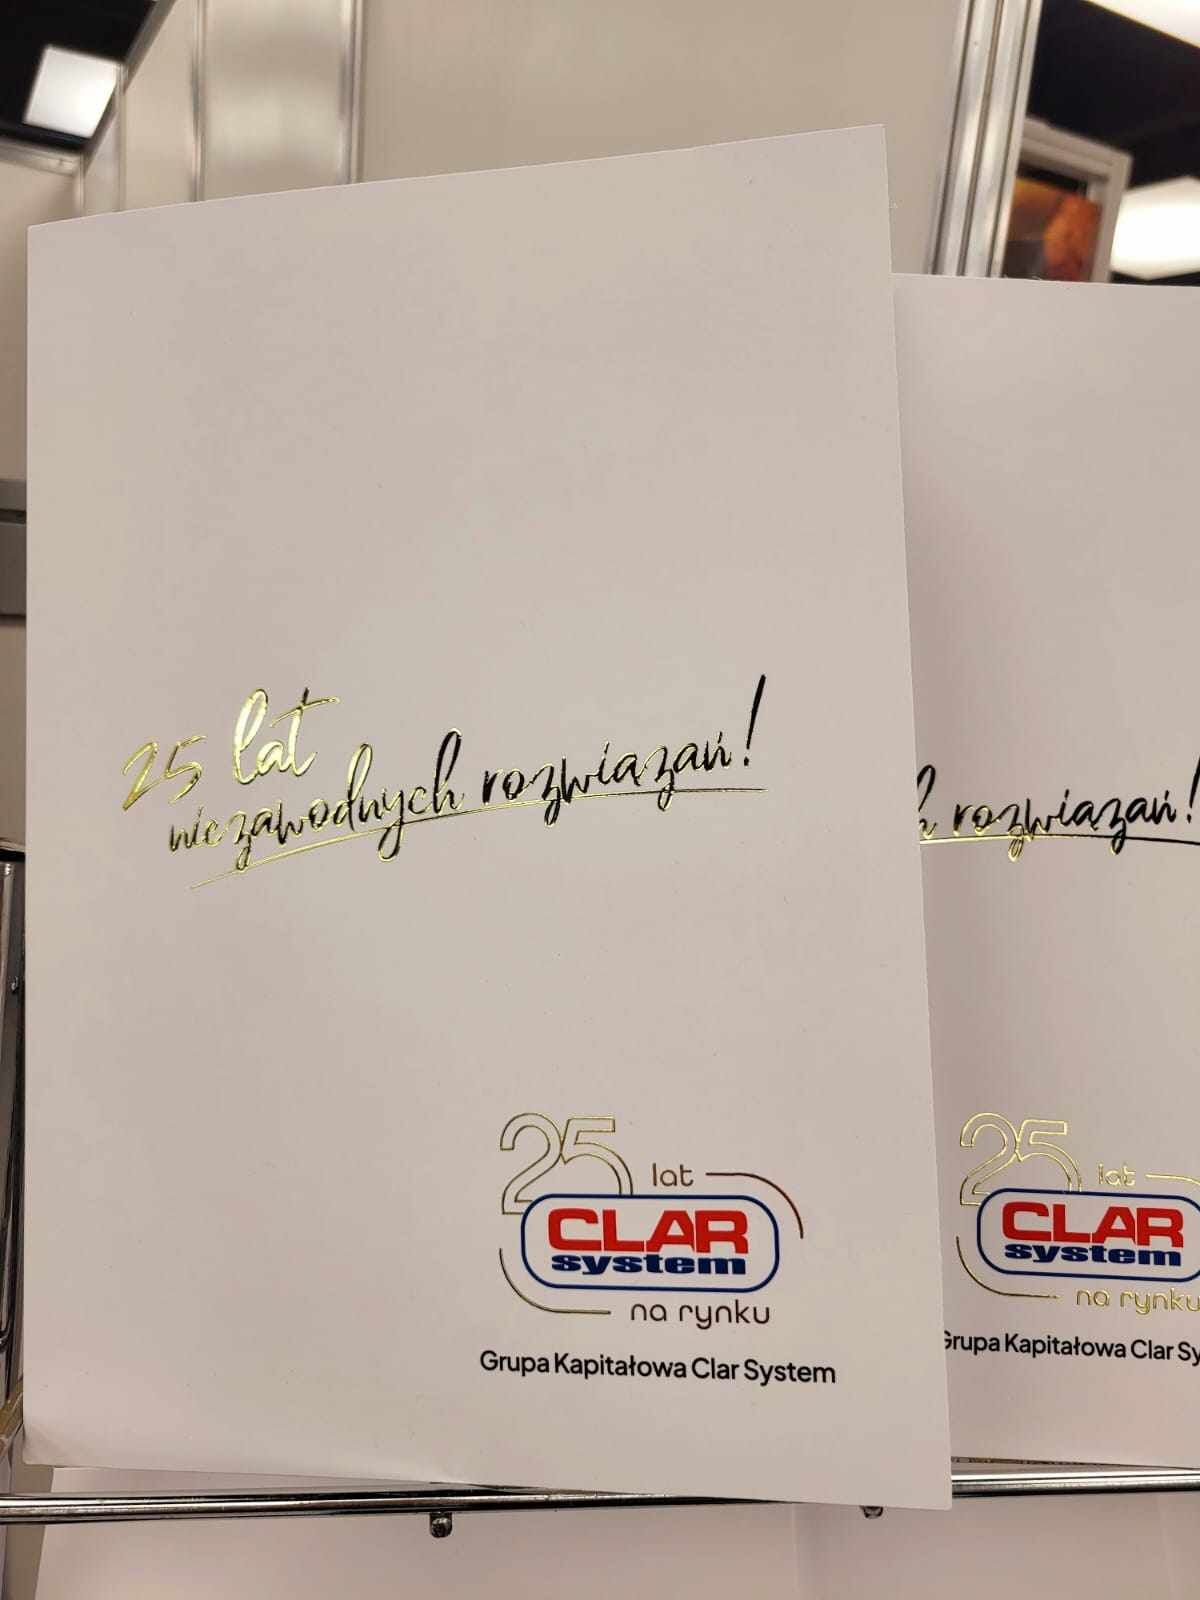 25 lat
niezawodnych rozwiązań!
25 lat
CLAR
system
na rynku
Grupa Kapitałowa Clar System
rozwiązań!
25 lat
CLAR
system
na rynku
Grupa Kapitałowa Clar Sy